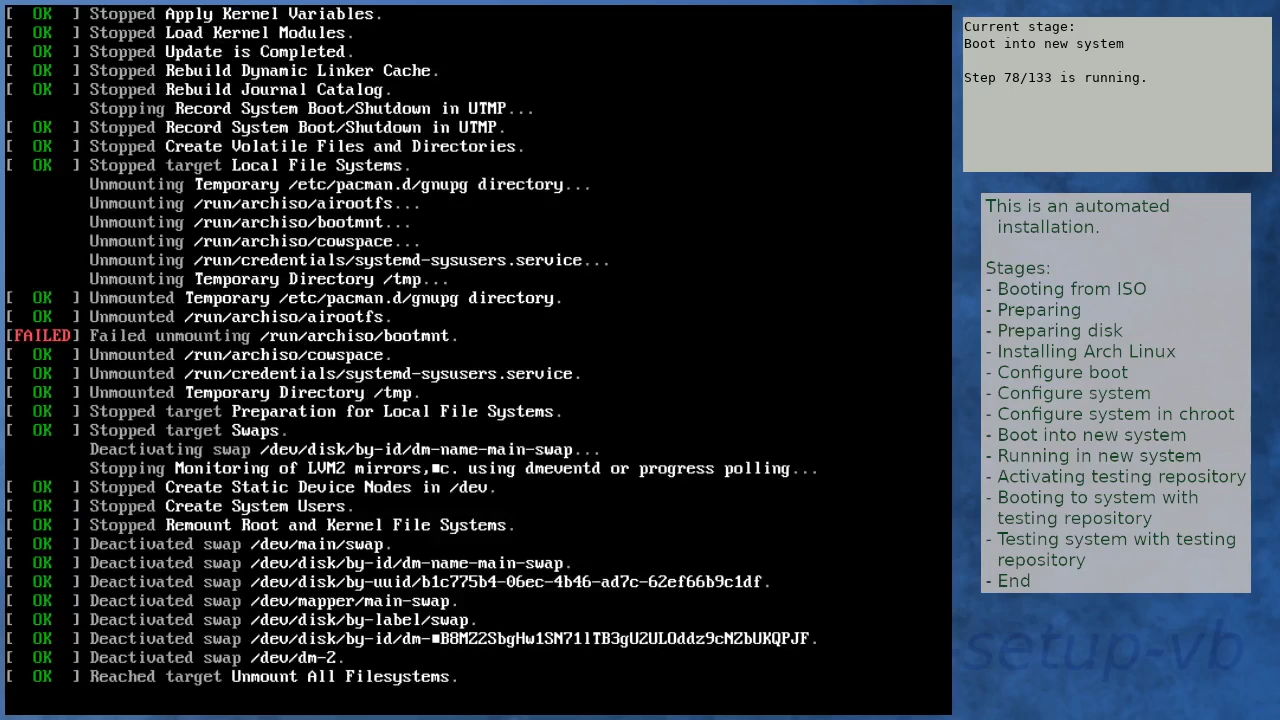 [  OK  ] Stopped Apply Kernel Variables.
[  OK  ] Stopped Load Kernel Modules.
[  OK  ] Stopped Update is Completed.
[  OK  ] Stopped Rebuild Dynamic Linker Cache.
[  OK  ] Stopped Rebuild Journal Catalog.
Stopping Record System Boot/Shutdown in UTMP...
[  OK  ] Stopped Record System Boot/Shutdown in UTMP.
[  OK  ] Stopped Create Volatile Files and Directories.
[  OK  ] Stopped target Local File Systems.
Unmounting Temporary /etc/pacman.d/gnupg directory...
Unmounting /run/archiso/airootfs...
Unmounting /run/archiso/bootmnt...
Unmounting /run/archiso/cowspace...
Unmounting /run/credentials/systemd-sysusers.service...
Unmounting Temporary Directory /tmp...
[  OK  ] Unmounted Temporary /etc/pacman.d/gnupg directory.
[  OK  ] Unmounted /run/archiso/airootfs.
[FAILED] Failed unmounting /run/archiso/bootmnt.
[  OK  ] Unmounted /run/archiso/cowspace.
[  OK  ] Unmounted /run/credentials/systemd-sysusers.service.
[  OK  ] Unmounted Temporary Directory /tmp.
[  OK  ] Stopped target Preparation for Local File Systems.
[  OK  ] Stopped target Swaps.
Deactivating swap /dev/disk/by-id/dm-name-main-swap...
Stopping Monitoring of LVM2 mirrors,■c. using dmeventd or progress polling...
[  OK  ] Stopped Create Static Device Nodes in /dev.
[  OK  ] Stopped Create System Users.
[  OK  ] Stopped Remount Root and Kernel File Systems.
[  OK  ] Deactivated swap /dev/main/swap.
[  OK  ] Deactivated swap /dev/disk/by-id/dm-name-main-swap.
[  OK  ] Deactivated swap /dev/disk/by-uuid/b1c775b4-06ec-4b46-ad7c-62ef66b9c1df.
[  OK  ] Deactivated swap /dev/mapper/main-swap.
[  OK  ] Deactivated swap /dev/disk/by-label/swap.
[  OK  ] Deactivated swap /dev/disk/by-id/dm-■B8MZ2SbgHw1SN71lTB3gU2ULOddz9cNZbUKQPJF.
[  OK  ] Deactivated swap /dev/dm-2.
[  OK  ] Reached target Unmount All Filesystems.
Current stage:
Boot into new system
Step 78/133 is running.
This is an automated
installation.
Stages:
- Booting from ISO
- Preparing
- Preparing disk
- Installing Arch Linux
- Configure boot
- Configure system
- Configure system in chroot
- Boot into new system
- Running in new system
- Activating testing repository
- Booting to system with
testing repository
- Testing system with testing
repository
- End
-setup-vb